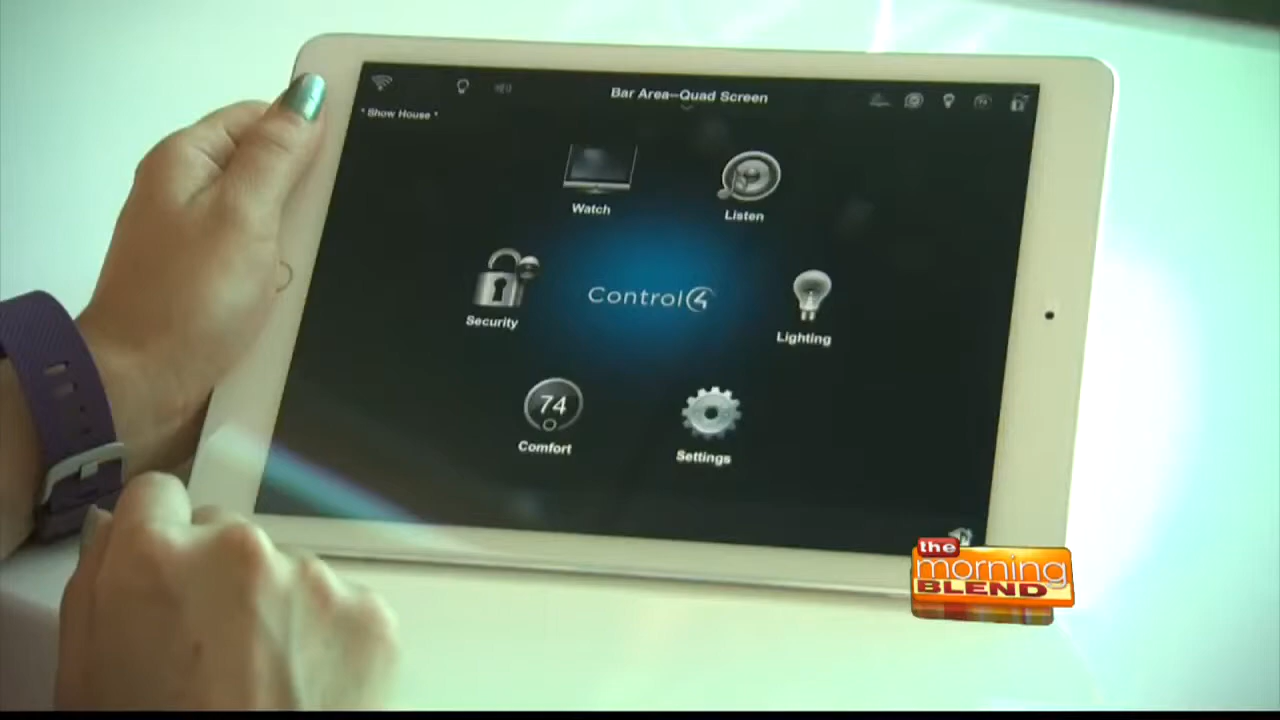 Bar Area–Quad Screen
* Show House *
Watch
Listen
Security
Control4
Lighting
74
Comfort
Settings
the
morning
BLEND